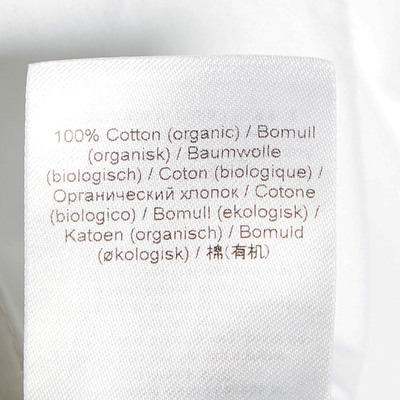 100% Cotton (organic) / Bomull
(organisk) / Baumwolle
(biologisch) / Coton (biologique) /
Органический хлопок / Cotone
(biologico) / Bomull (ekologisk) /
Katoen (organisch) / Bomuld
(økologisk) / 棉(有机)